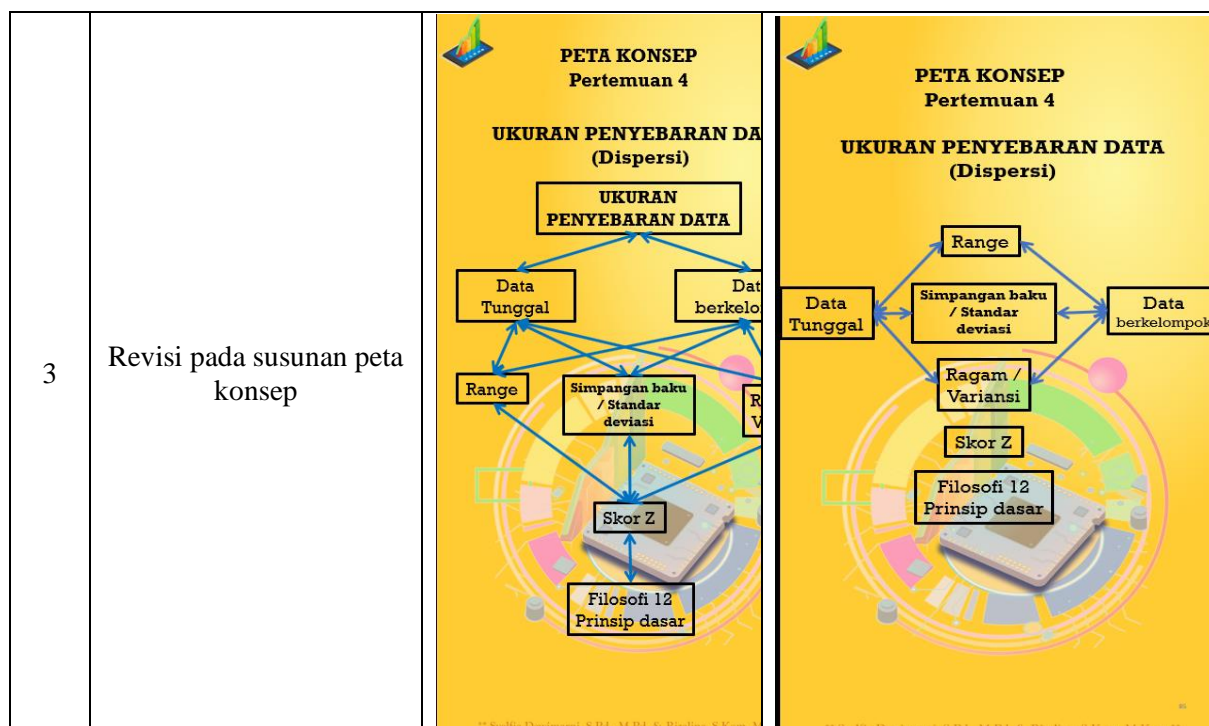 3
Revisi pada susunan peta
konsep
PETA KONSEP
Pertemuan 4
UKURAN PENYEBARAN DA
(Dispersi)
UKURAN
PENYEBARAN DATA
Data
Tunggal
Dat
berkelo
Range
Simpangan baku
/ Standar
deviasi
R
V
Skor Z
Filosofi 12
Prinsip dasar
PETA KONSEP
Pertemuan 4
UKURAN PENYEBARAN DATA
(Dispersi)
Range
Data
Tunggal
Simpangan baku
/ Standar
deviasi
Data
berkelompok
Ragam /
Variansi
Skor Z
Filosofi 12
Prinsip dasar